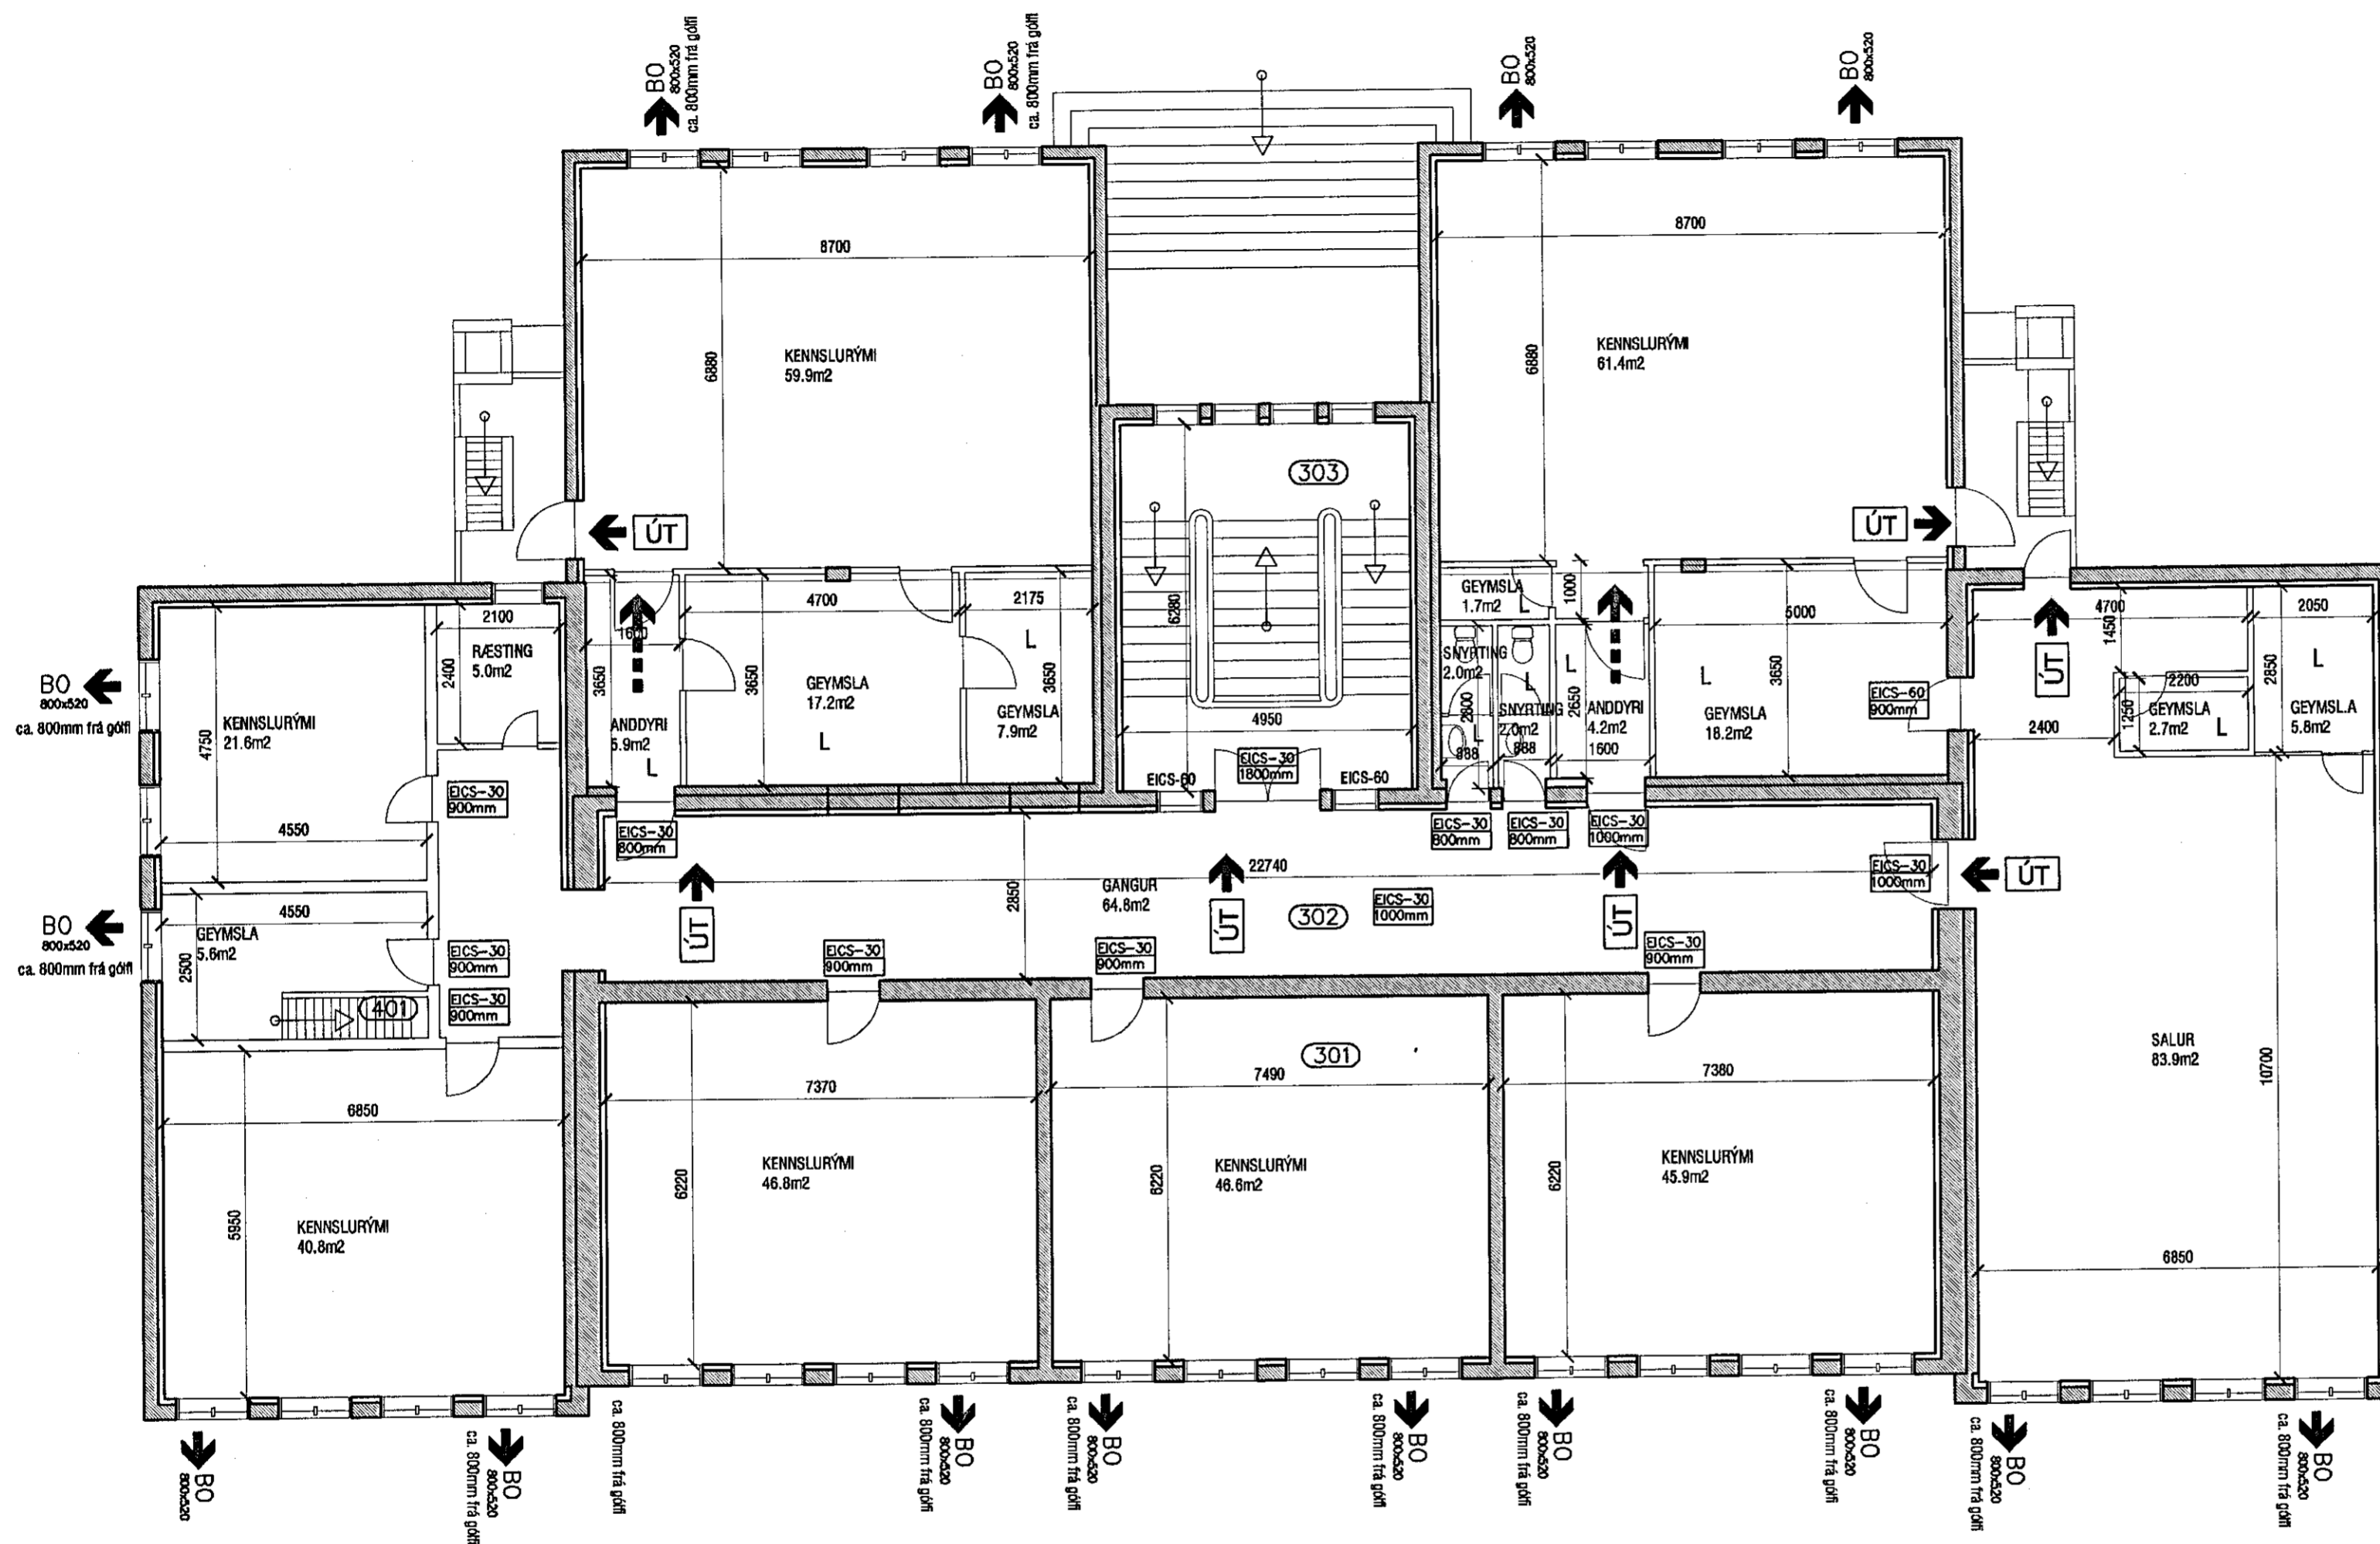 BO
800x520
ca. 800mm frá gólfi
BO
800x520
ca. 800mm frá gólfi
BO
800x520
BO
800x520
8700
6880
KENNSLURÝMI
59.9m2
ÚT
8700
6880
KENNSLURÝMI
61.4m2
ÚT
303
6280
4950
EICS-60
EICS-30
1800mm
EICS-60
BO
800x520
ca. 800mm frá gólfi
4750
KENNSLURÝMI
21.6m2
4550
2100
2400
RÆSTING
5.0m2
EICS-30
900mm
1600
3650
ANDDYRI
5.9m2
L
4700
3650
GEYMSLA
17.2m2
L
2175
L
3650
GEYMSLA
7.9m2
GEYMSLA
1.7m2
L
1000
SNYRTING
2.0m2
2800
L
888
L
SNYRTING
2.0m2
888
L
2650
ANDDYRI
4.2m2
1600
5000
L
3650
GEYMSLA
18.2m2
EICS-60
900mm
ÚT
4700
1450
2050
2850
L
GEYMSL.A
5.8m2
2200
1250
GEYMSLA
2.7m2
L
2400
EICS-30
800mm
EICS-30
800mm
EICS-30
800mm
EICS-30
1000mm
EICS-30
1000mm
ÚT
22740
GANGUR
64.8m2
2850
302
EICS-30
1000mm
ÚT
ÚT
ÚT
BO
800x520
ca. 800mm frá gólfi
4550
GEYMSLA
5.6m2
2500
401
EICS-30
900mm
EICS-30
900mm
EICS-30
900mm
EICS-30
900mm
EICS-30
900mm
6850
5950
KENNSLURÝMI
40.8m2
7370
6220
KENNSLURÝMI
46.8m2
301
7490
6220
KENNSLURÝMI
46.6m2
7380
6220
KENNSLURÝMI
45.9m2
SALUR
83.9m2
10700
6850
BO
800x520
BO
800x520
ca. 800mm frá gólfi
ca. 800mm frá gólfi
BO
800x520
ca. 800mm frá gólfi
BO
800x520
ca. 800mm frá gólfi
BO
800x520
ca. 800mm frá gólfi
BO
800x520
ca. 800mm frá gólfi
BO
800x520
ca. 800mm frá gólfi
BO
800x520
ca. 800mm frá gólfi
BO
800x520
ca. 800mm frá gólfi